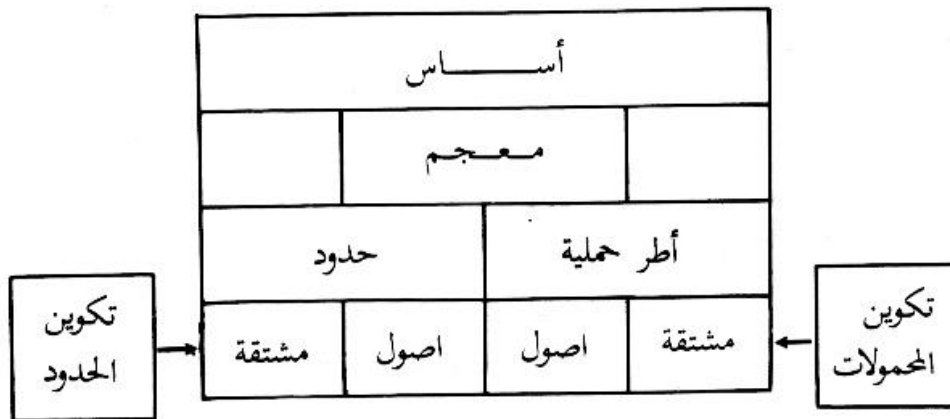 أســـــاس
مـعـجـم
أطر حملية
حدود
تكوين
المحمولات
مشتقة
اصول
اصول
مشتقة
تكوين
الحدود